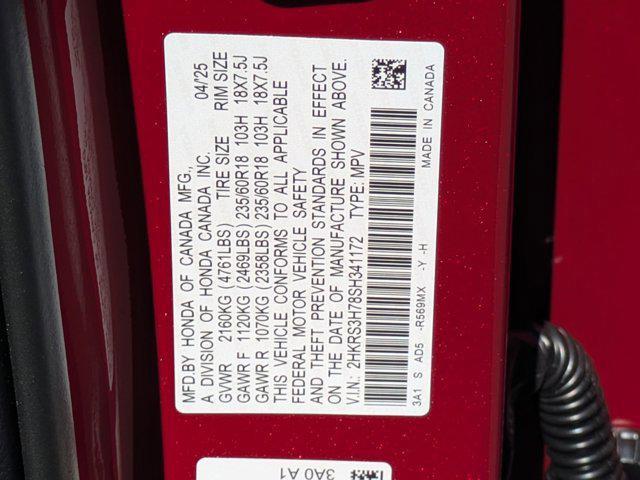 MFD.BY HONDA OF CANADA MFG., 04/25
A DIVISION OF HONDA CANADA INC.
GVWR 2160KG (4761LBS) TIRE SIZE RIM SIZE
GAWR F 1120KG (2469LBS) 235/60R18 103H 18X7.5J
GAWR R 1070KG (2358LBS) 235/60R18 103H 18X7.5J
THIS VEHICLE CONFORMS TO ALL APPLICABLE
FEDERAL MOTOR VEHICLE SAFETY
AND THEFT PREVENTION STANDARDS IN EFFECT
ON THE DATE OF MANUFACTURE SHOWN ABOVE.
V.I.N.: 2HKRS3H78SH341172 TYPE: MPV
3A1 S AD5 -R569MX -Y -H MADE IN CANADA
3A0 A1